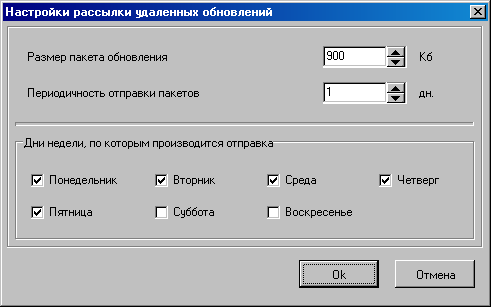 Настройки рассылки удаленных обновлений
Размер пакета обновления 900 Кб
Периодичность отправки пакетов 1 дн.
Дни недели, по которым производится отправка
Понедельник Вторник Среда Четверг
Пятница Суббота Воскресенье
Ok Отмена